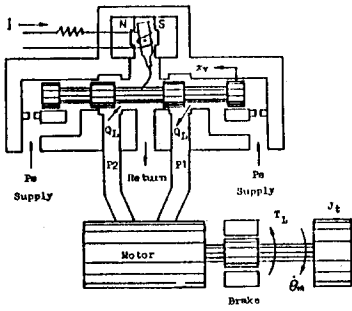 I
N S
xv
QL QL
P2 P1
Ps Return Ps
Supply Supply
Motor
TL
Jt
θ̇m
Brake